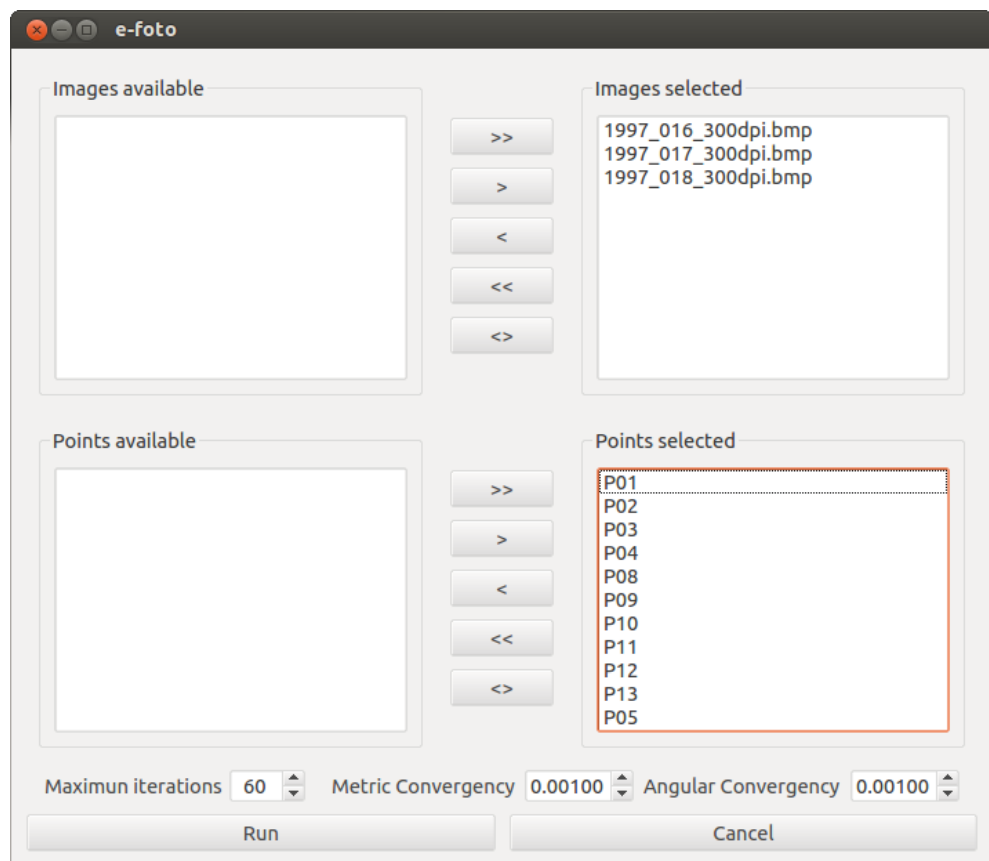 e-foto
Images available
Images selected
>>
>
<
<<
<>
1997_016_300dpi.bmp
1997_017_300dpi.bmp
1997_018_300dpi.bmp
Points available
Points selected
>>
>
<
<<
<>
P01
P02
P03
P04
P08
P09
P10
P11
P12
P13
P05
Maximun iterations 60 Metric Convergency 0.00100 Angular Convergency 0.00100
Run Cancel